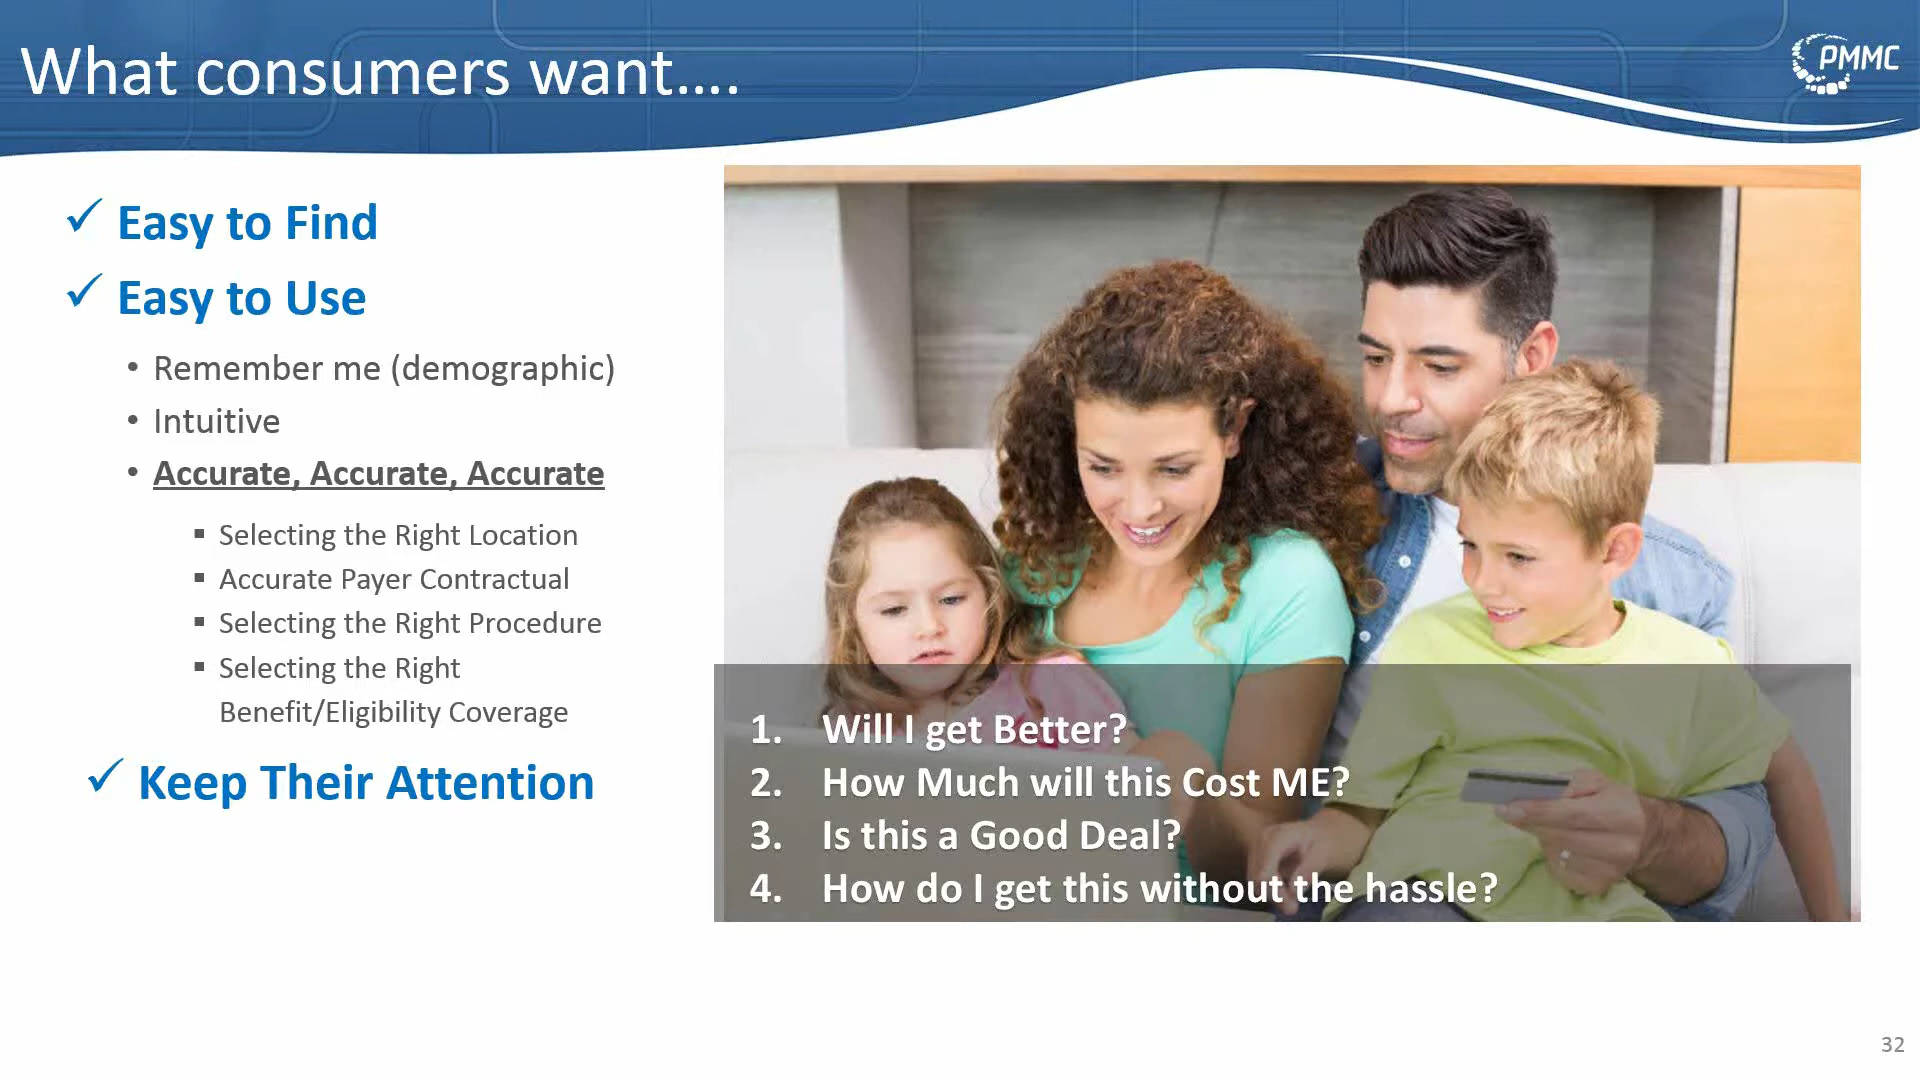 What consumers want....
PMMC
✓ Easy to Find
✓ Easy to Use
• Remember me (demographic)
• Intuitive
• Accurate, Accurate, Accurate
▪ Selecting the Right Location
▪ Accurate Payer Contractual
▪ Selecting the Right Procedure
▪ Selecting the Right
Benefit/Eligibility Coverage
✓ Keep Their Attention
1. Will I get Better?
2. How Much will this Cost ME?
3. Is this a Good Deal?
4. How do I get this without the hassle?
32